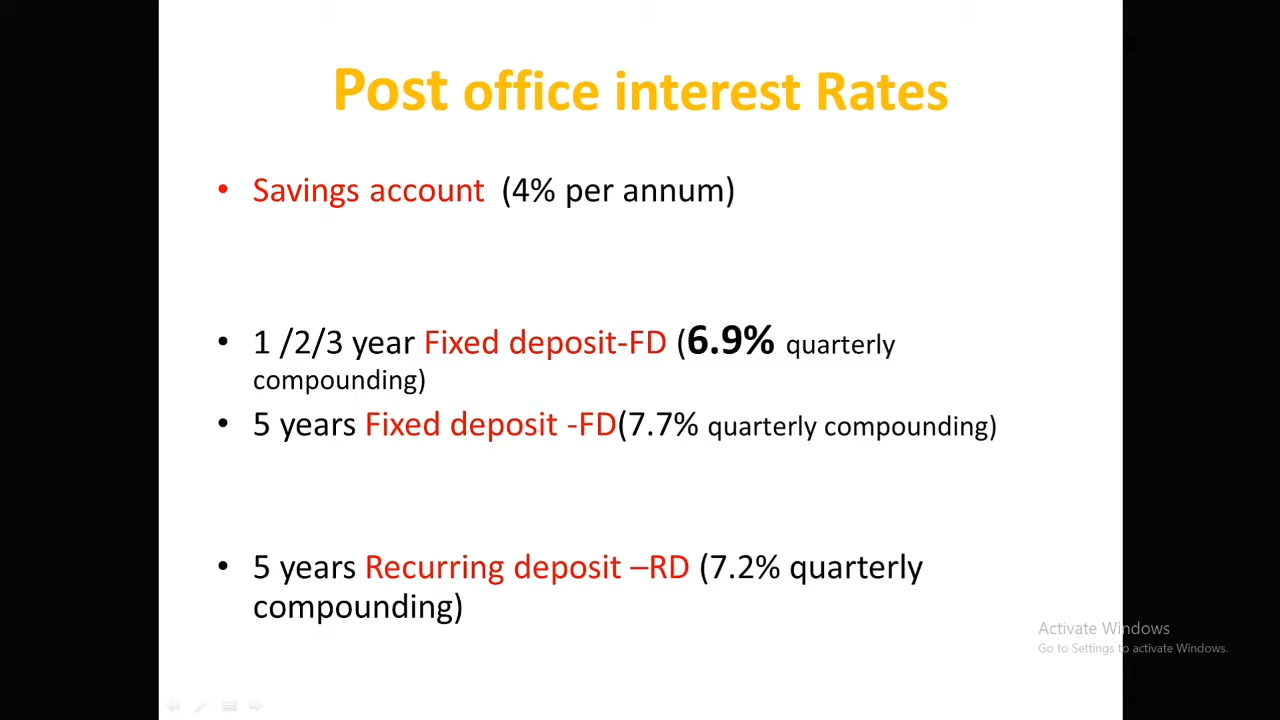 Post office interest Rates
• Savings account (4% per annum)
• 1 /2/3 year Fixed deposit-FD (6.9% quarterly
compounding)
• 5 years Fixed deposit -FD(7.7% quarterly compounding)
• 5 years Recurring deposit –RD (7.2% quarterly
compounding)
Activate Windows
Go to Settings to activate Windows.